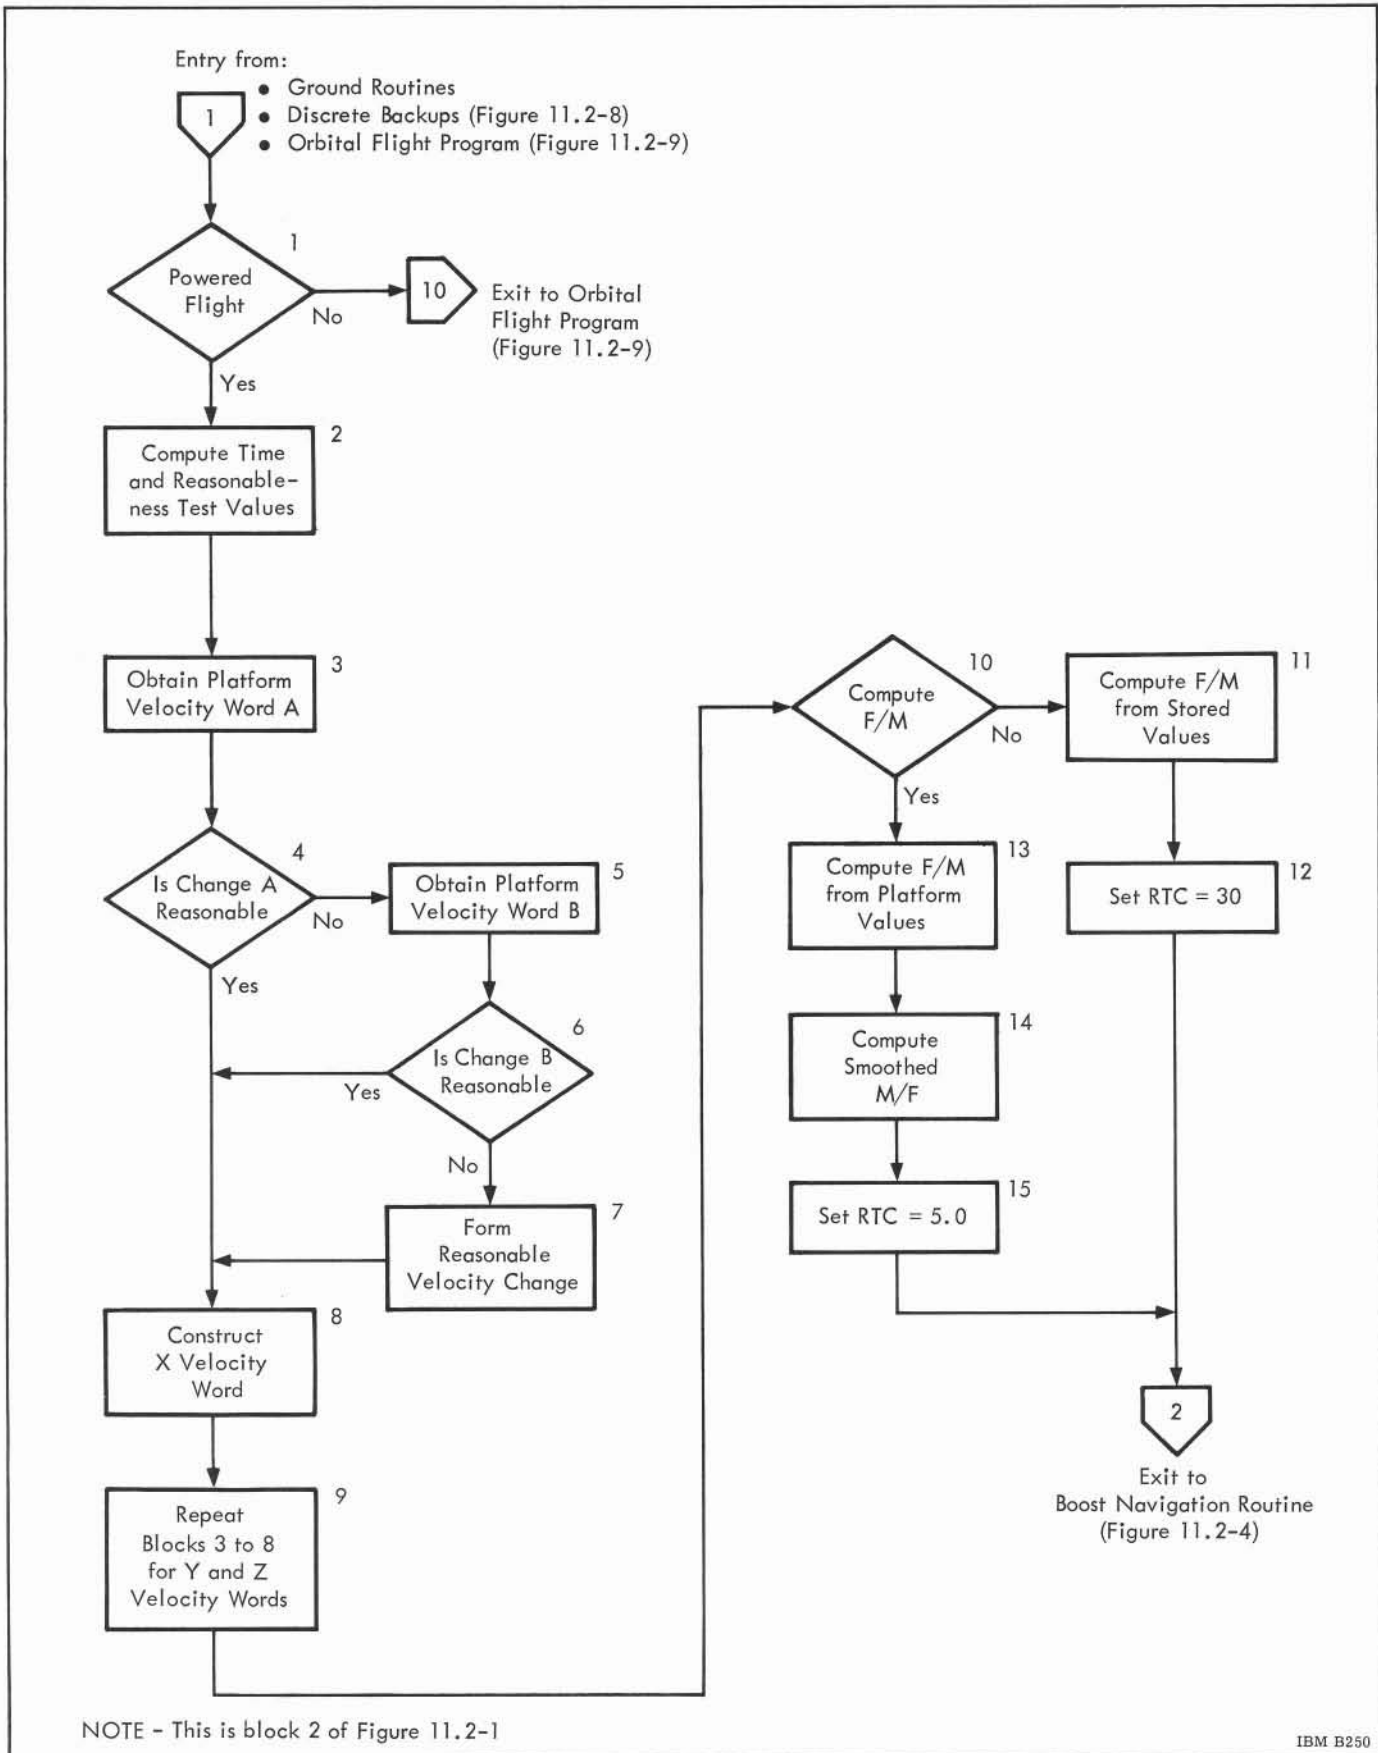 Entry from:
1
• Ground Routines
• Discrete Backups (Figure 11.2-8)
• Orbital Flight Program (Figure 11.2-9)
1
Powered
Flight
No
10
Exit to Orbital
Flight Program
(Figure 11.2-9)
Yes
2
Compute Time
and Reasonable-
ness Test Values
3
Obtain Platform
Velocity Word A
4
Is Change A
Reasonable
No
5
Obtain Platform
Velocity Word B
Yes
6
Is Change B
Reasonable
Yes
No
7
Form
Reasonable
Velocity Change
8
Construct
X Velocity
Word
9
Repeat
Blocks 3 to 8
for Y and Z
Velocity Words
10
Compute
F/M
No
11
Compute F/M
from Stored
Values
Yes
12
Set RTC = 30
13
Compute F/M
from Platform
Values
14
Compute
Smoothed
M/F
15
Set RTC = 5.0
2
Exit to
Boost Navigation Routine
(Figure 11.2-4)
NOTE - This is block 2 of Figure 11.2-1
IBM B250